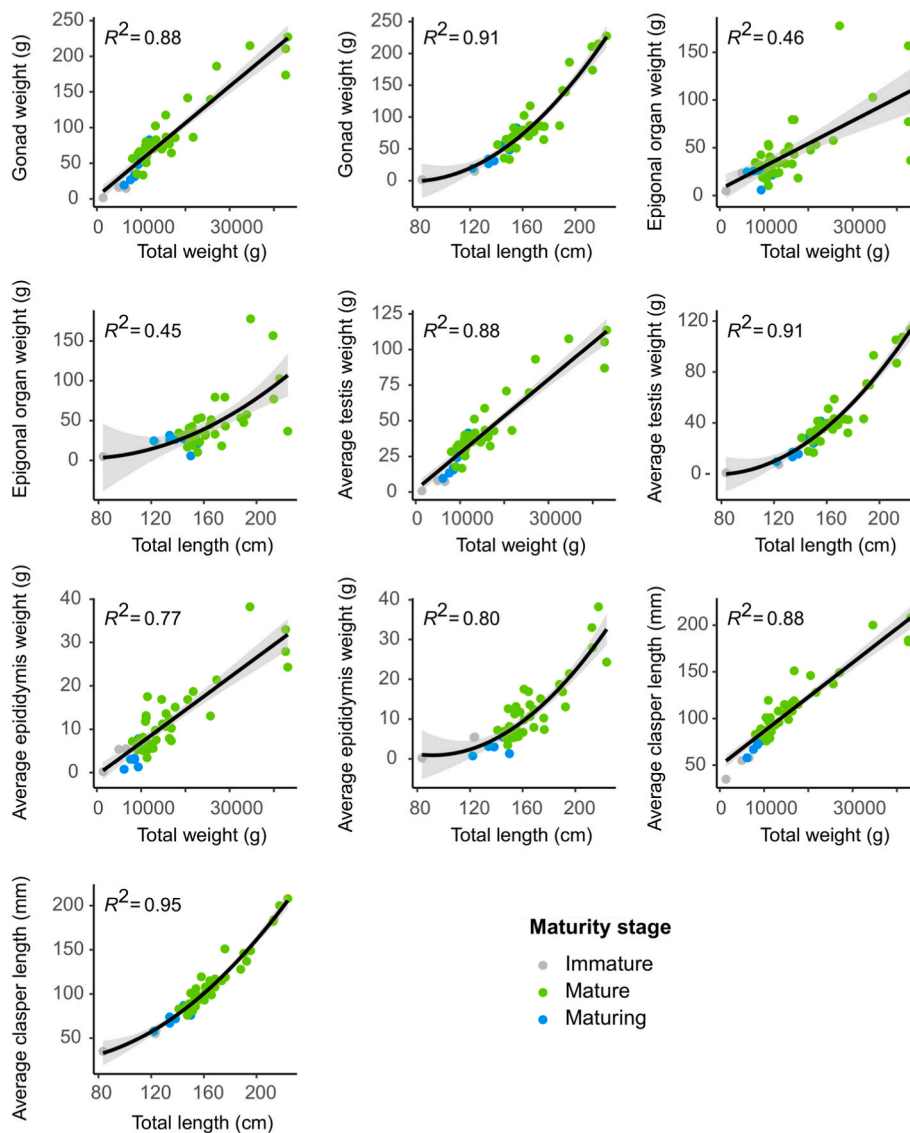 Gonad weight (g)
250
200
150
100
50
0
R² = 0.88
0 10000 30000
Total weight (g)
Gonad weight (g)
250
200
150
100
50
0
R² = 0.91
80 120 160 200
Total length (cm)
Epigonal organ weight (g)
150
100
50
0
R² = 0.46
0 10000 30000
Total weight (g)
Epigonal organ weight (g)
150
100
50
0
R² = 0.45
80 120 160 200
Total length (cm)
Average testis weight (g)
125
100
75
50
25
0
R² = 0.88
0 10000 30000
Total weight (g)
Average testis weight (g)
120
80
40
0
R² = 0.91
80 120 160 200
Total length (cm)
Average epididymis weight (g)
40
30
20
10
0
R² = 0.77
0 10000 30000
Total weight (g)
Average epididymis weight (g)
40
30
20
10
0
R² = 0.80
80 120 160 200
Total length (cm)
Average clasper length (mm)
200
150
100
50
R² = 0.88
0 10000 30000
Total weight (g)
Average clasper length (mm)
200
150
100
50
0
R² = 0.95
80 120 160 200
Total length (cm)
Maturity stage
Immature
Mature
Maturing